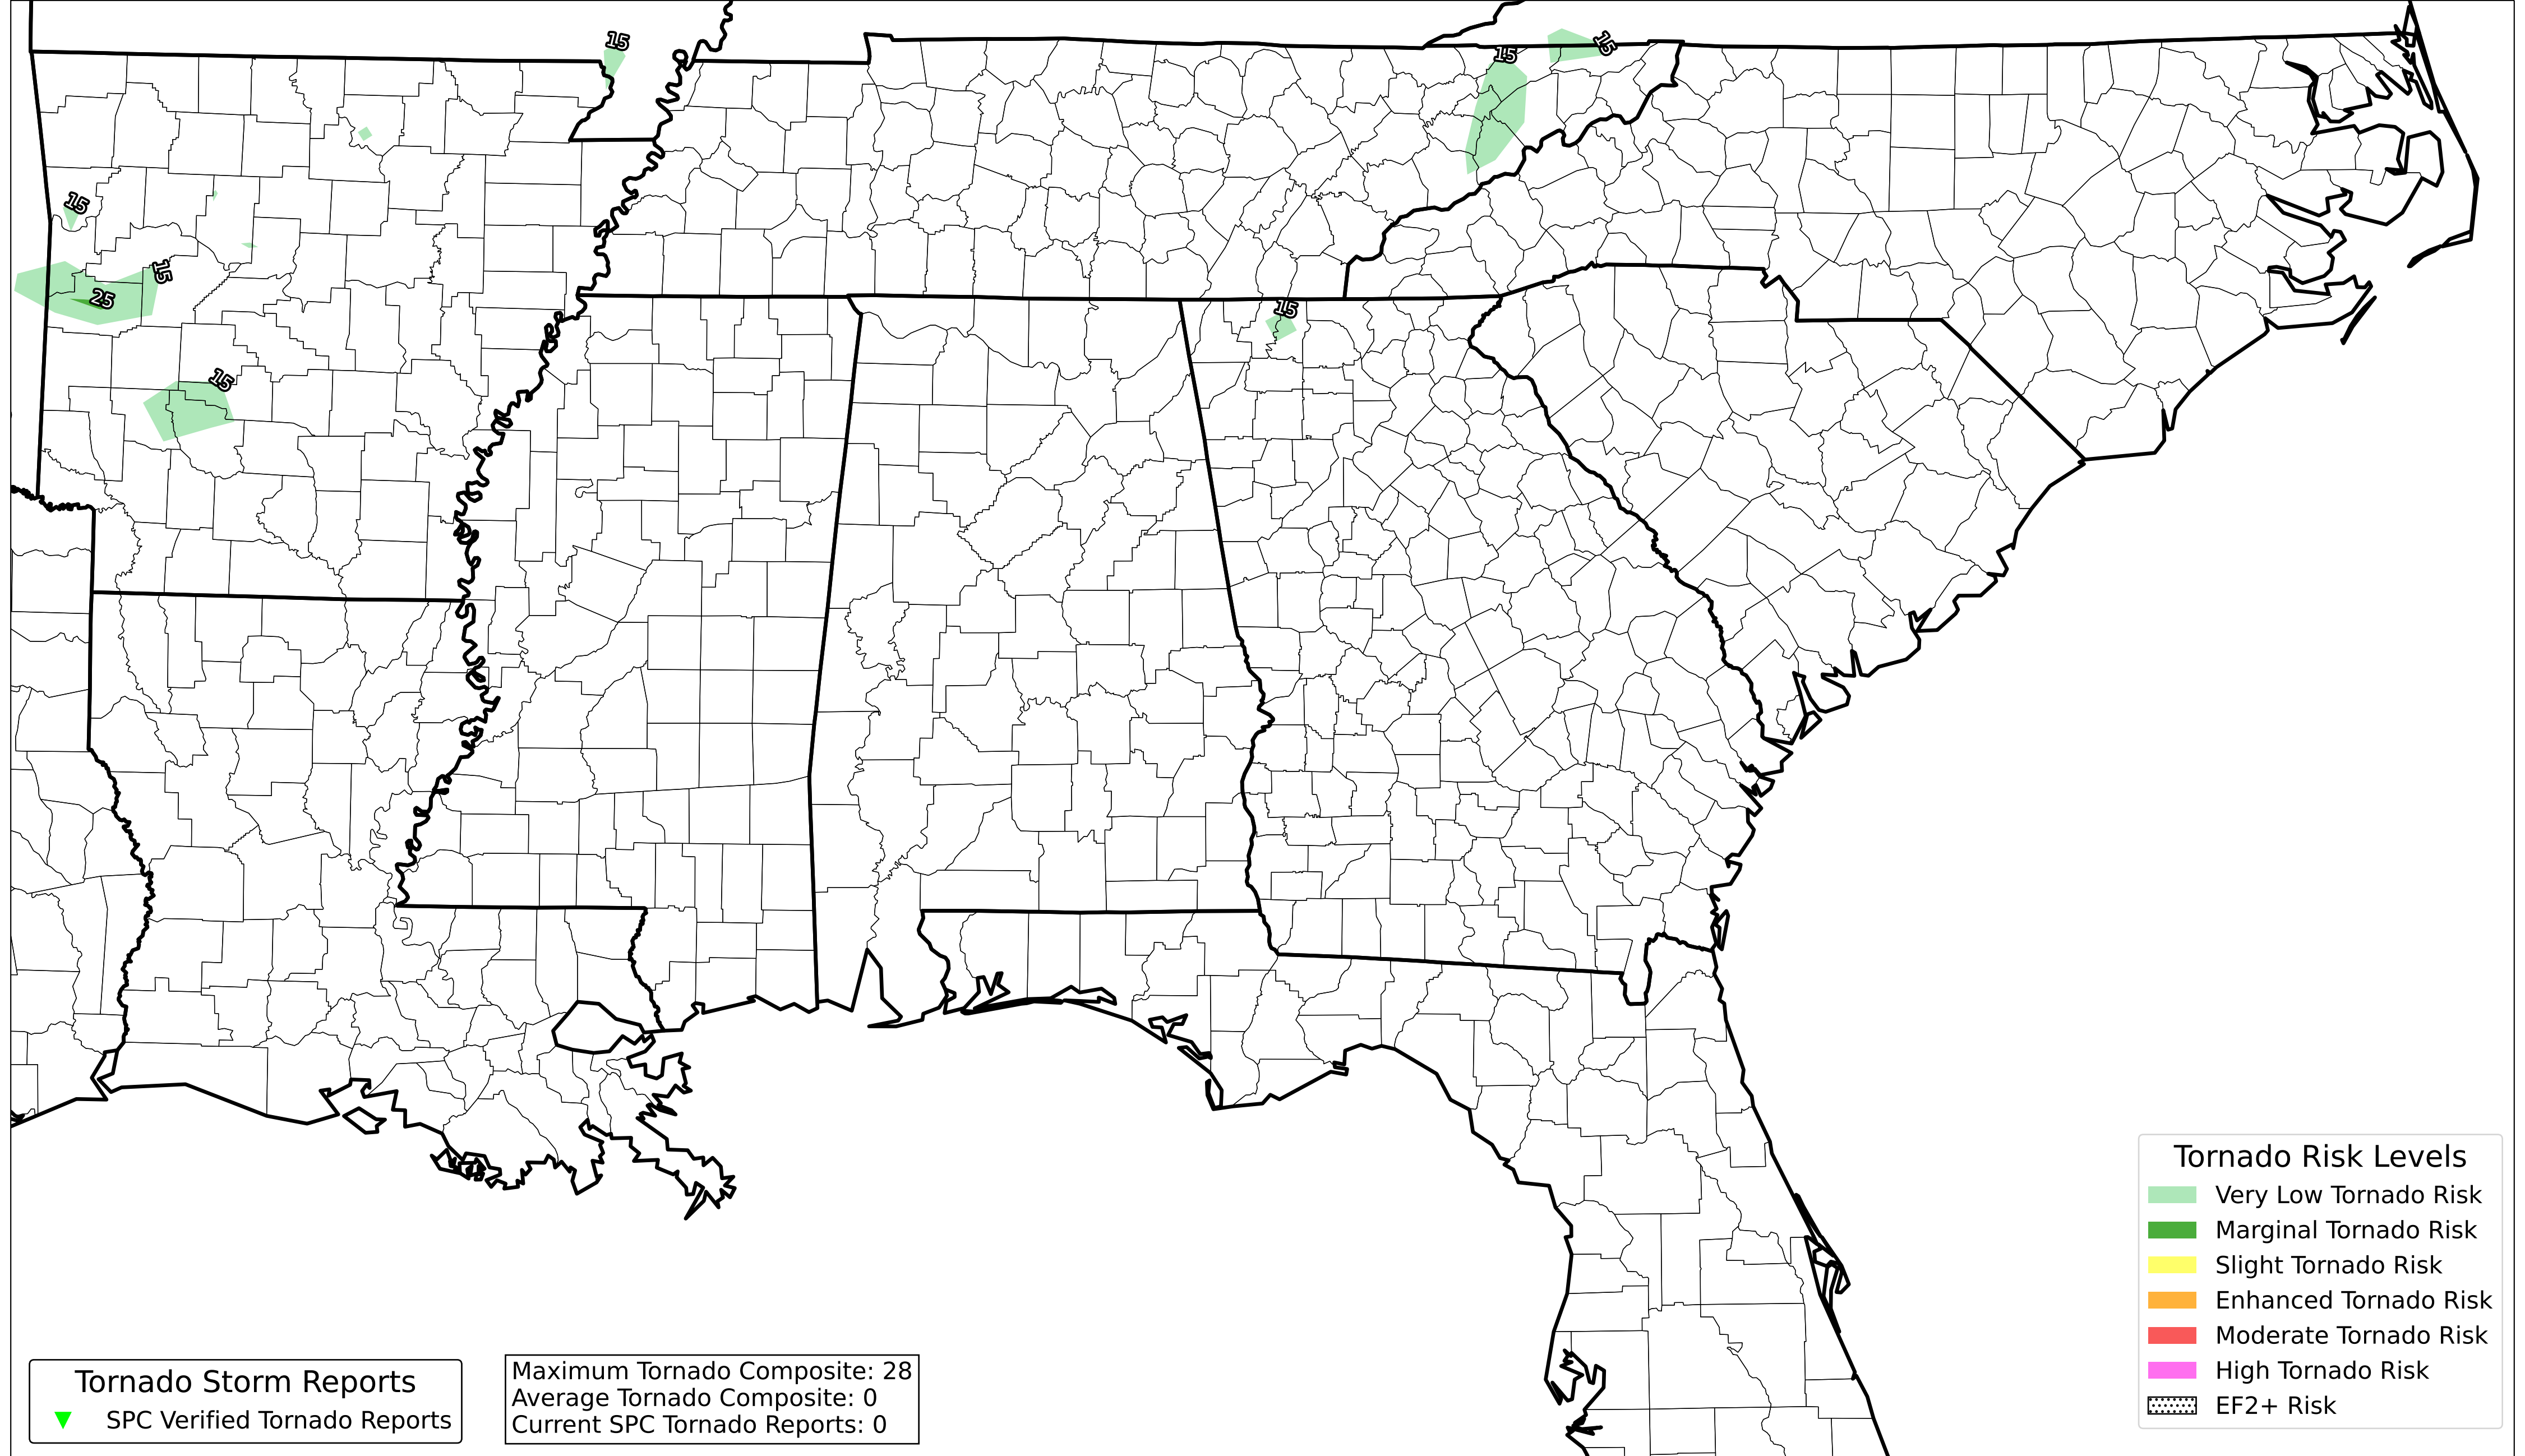 15
15
15
15
15
25
15
15
Tornado Risk Levels
Very Low Tornado Risk
Marginal Tornado Risk
Slight Tornado Risk
Enhanced Tornado Risk
Moderate Tornado Risk
High Tornado Risk
EF2+ Risk
Tornado Storm Reports
SPC Verified Tornado Reports
Maximum Tornado Composite: 28
Average Tornado Composite: 0
Current SPC Tornado Reports: 0